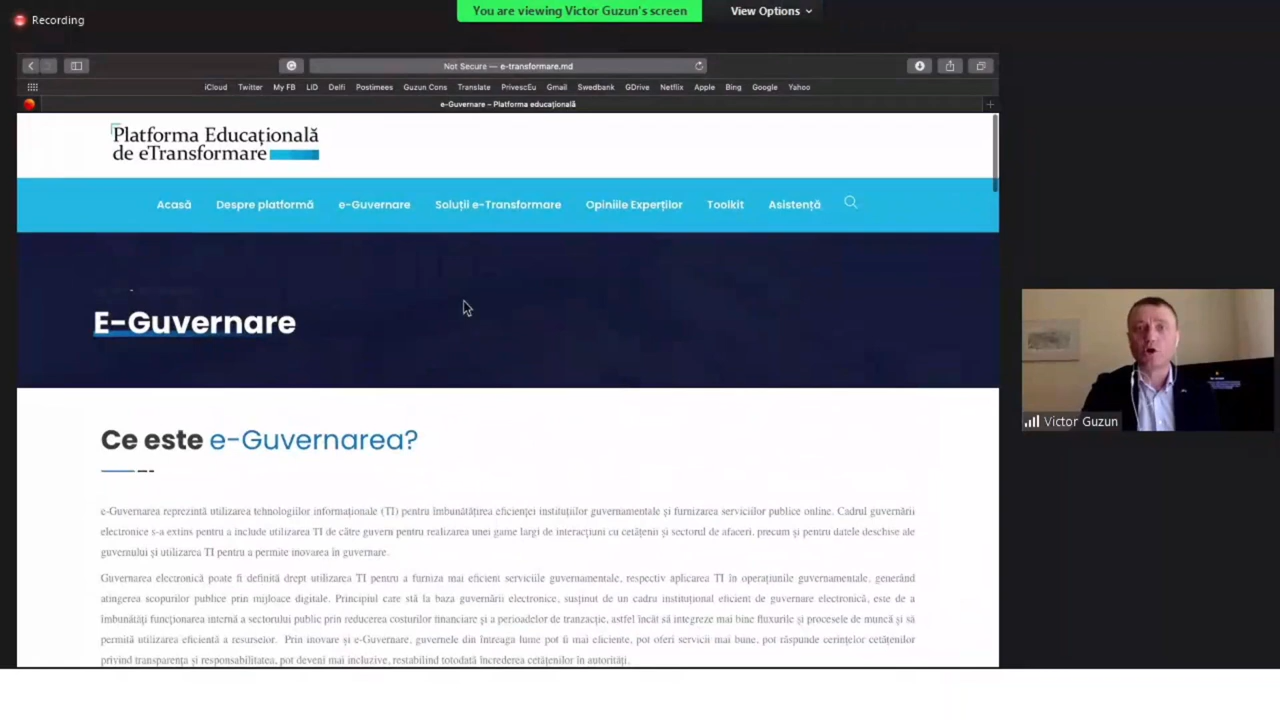 Recording
You are viewing Victor Guzun's screen
View Options
Not Secure — e-transformare.md
iCloud Twitter My FB LID Delfi Postimees Guzun Cons Translate PrivescEu Gmail Swedbank GDrive Netflix Apple Bing Google Yahoo
e-Guvernare – Platforma educațională
Platforma Educațională
de eTransformare
Acasă Despre platformă e-Guvernare Soluții e-Transformare Opiniile Experților Toolkit Asistență
E-Guvernare
Ce este e-Guvernarea?
e-Guvernarea reprezintă utilizarea tehnologiilor informaționale (TI) pentru îmbunătățirea eficienței instituțiilor guvernamentale și furnizarea serviciilor publice online. Cadrul guvernării
electronice s-a extins pentru a include utilizarea TI de către guvern pentru realizarea unei game largi de interacțiuni cu cetățenii și sectorul de afaceri, precum și pentru datele deschise ale
guvernului și utilizarea TI pentru a permite inovarea în guvernare.
Guvernarea electronică poate fi definită drept utilizarea TI pentru a furniza mai eficient serviciile guvernamentale, respectiv aplicarea TI în operațiunile guvernamentale, generând
atingerea scopurilor publice prin mijloace digitale. Principiul care stă la baza guvernării electronice, susținut de un cadru instituțional eficient de guvernare electronică, este de a
îmbunătăți funcționarea internă a sectorului public prin reducerea costurilor financiare și a perioadelor de tranzacție, astfel încât să integreze mai bine fluxurile și procesele de muncă și să
permită utilizarea eficientă a resurselor. Prin inovare și e-Guvernare, guvernele din întreaga lume pot fi mai eficiente, pot oferi servicii mai bune, pot răspunde cerințelor cetățenilor
privind transparența și responsabilitatea, pot deveni mai incluzive, restabilind totodată încrederea cetățenilor în autorități.
Victor Guzun